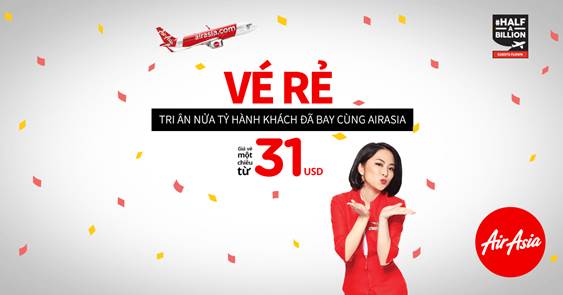 AirAsia
airasia.com
#HALF
A
BILLION
GUESTS FLOWN
VÉ RẺ
TRI ÂN NỬA TỶ HÀNH KHÁCH ĐÃ BAY CÙNG AIRASIA
Giá vé
một
chiều
từ
31 USD
AirAsia